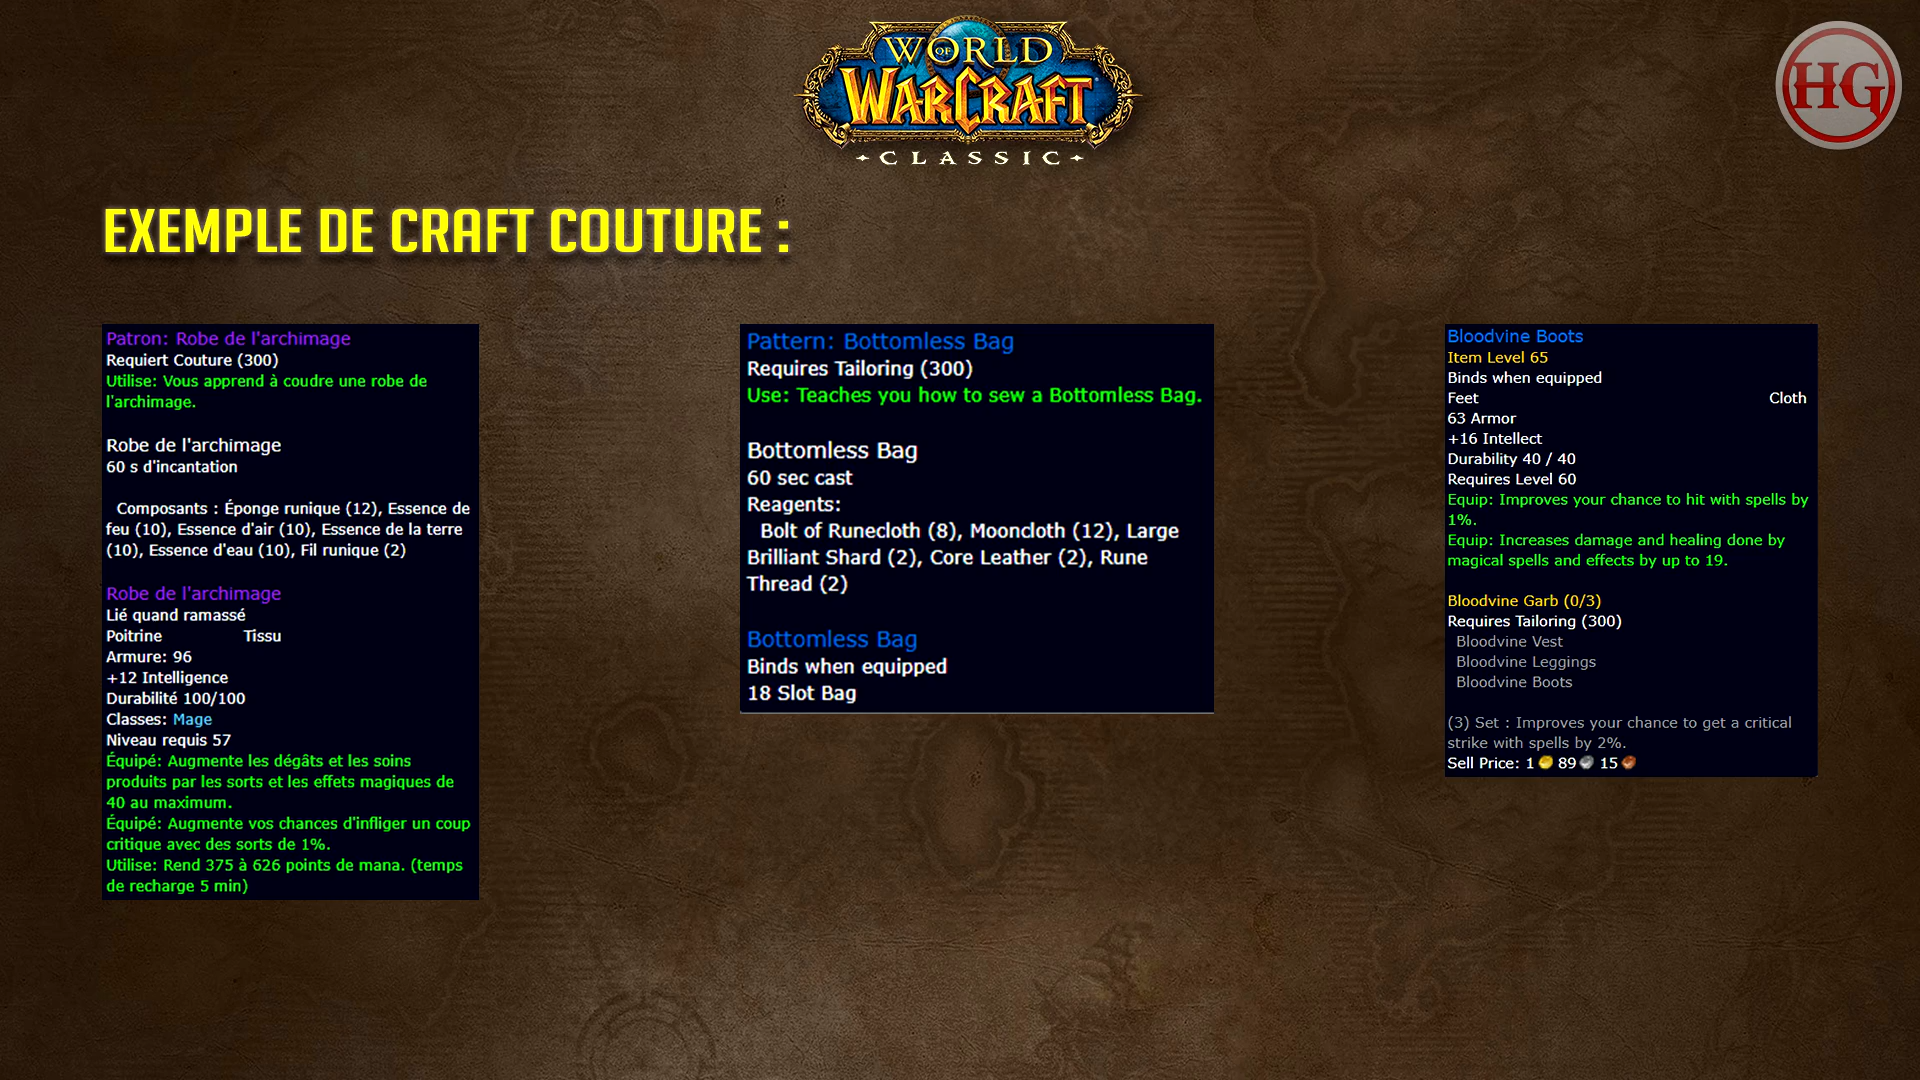 WORLD
OF
WARCRAFT
CLASSIC
HG
EXEMPLE DE CRAFT COUTURE :
Patron: Robe de l'archimage
Requiert Couture (300)
Utilise: Vous apprend à coudre une robe de
l'archimage.
Robe de l'archimage
60 s d'incantation
Composants : Éponge runique (12), Essence de
feu (10), Essence d'air (10), Essence de la terre
(10), Essence d'eau (10), Fil runique (2)
Robe de l'archimage
Lié quand ramassé
Poitrine Tissu
Armure: 96
+12 Intelligence
Durabilité 100/100
Classes: Mage
Niveau requis 57
Équipé: Augmente les dégâts et les soins
produits par les sorts et les effets magiques de
40 au maximum.
Équipé: Augmente vos chances d'infliger un coup
critique avec des sorts de 1%.
Utilise: Rend 375 à 626 points de mana. (temps
de recharge 5 min)
Pattern: Bottomless Bag
Requires Tailoring (300)
Use: Teaches you how to sew a Bottomless Bag.
Bottomless Bag
60 sec cast
Reagents:
Bolt of Runecloth (8), Mooncloth (12), Large
Brilliant Shard (2), Core Leather (2), Rune
Thread (2)
Bottomless Bag
Binds when equipped
18 Slot Bag
Bloodvine Boots
Item Level 65
Binds when equipped
Feet Cloth
63 Armor
+16 Intellect
Durability 40 / 40
Requires Level 60
Equip: Improves your chance to hit with spells by
1%.
Equip: Increases damage and healing done by
magical spells and effects by up to 19.
Bloodvine Garb (0/3)
Requires Tailoring (300)
Bloodvine Vest
Bloodvine Leggings
Bloodvine Boots
(3) Set : Improves your chance to get a critical
strike with spells by 2%.
Sell Price: 1 89 15